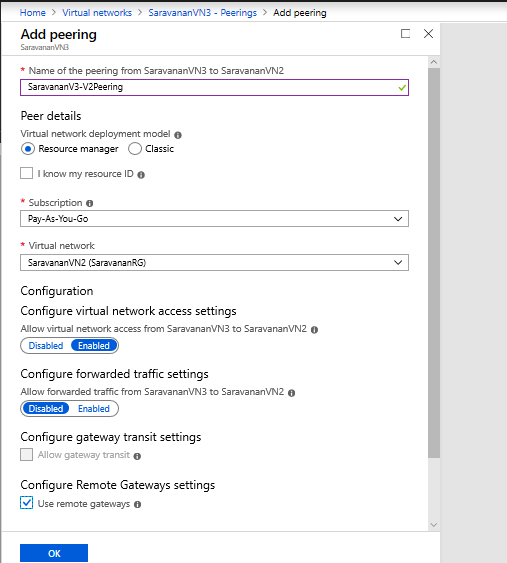 Home > Virtual networks > SaravananVN3 - Peerings > Add peering
Add peering
SaravananVN3
* Name of the peering from SaravananVN3 to SaravananVN2
SaravananV3-V2Peering
Peer details
Virtual network deployment model
Resource manager Classic
I know my resource ID
* Subscription
Pay-As-You-Go
* Virtual network
SaravananVN2 (SaravananRG)
Configuration
Configure virtual network access settings
Allow virtual network access from SaravananVN3 to SaravananVN2
Disabled Enabled
Configure forwarded traffic settings
Allow forwarded traffic from SaravananVN3 to SaravananVN2
Disabled Enabled
Configure gateway transit settings
Allow gateway transit
Configure Remote Gateways settings
Use remote gateways
OK